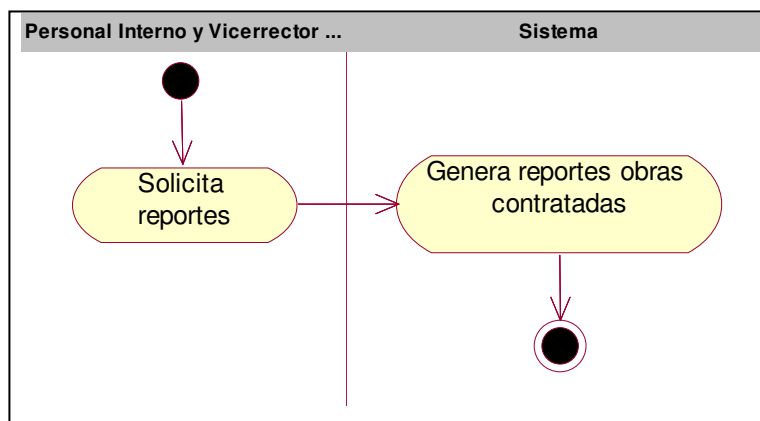 Personal Interno y Vicerrector ...
Sistema
Solicita
reportes
Genera reportes obras
contratadas